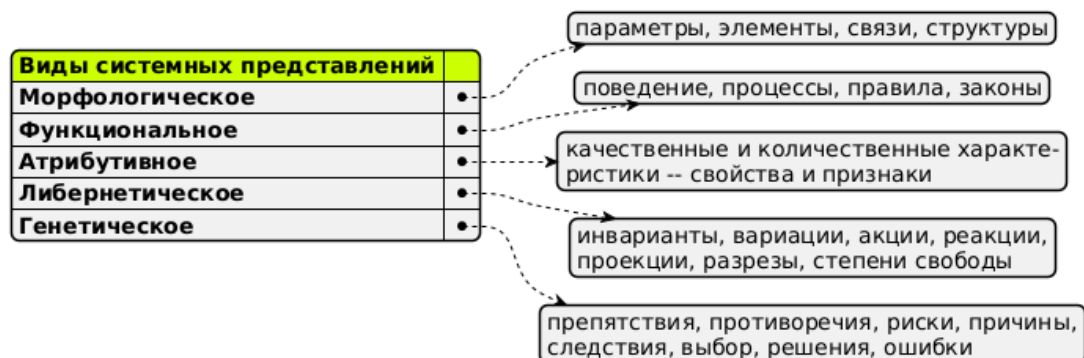 Виды системных представлений
Морфологическое
Функциональное
Атрибутивное
Либернетическое
Генетическое
параметры, элементы, связи, структуры
поведение, процессы, правила, законы
качественные и количественные характе-
ристики -- свойства и признаки
инварианты, вариации, акции, реакции,
проекции, разрезы, степени свободы
препятствия, противоречия, риски, причины,
следствия, выбор, решения, ошибки